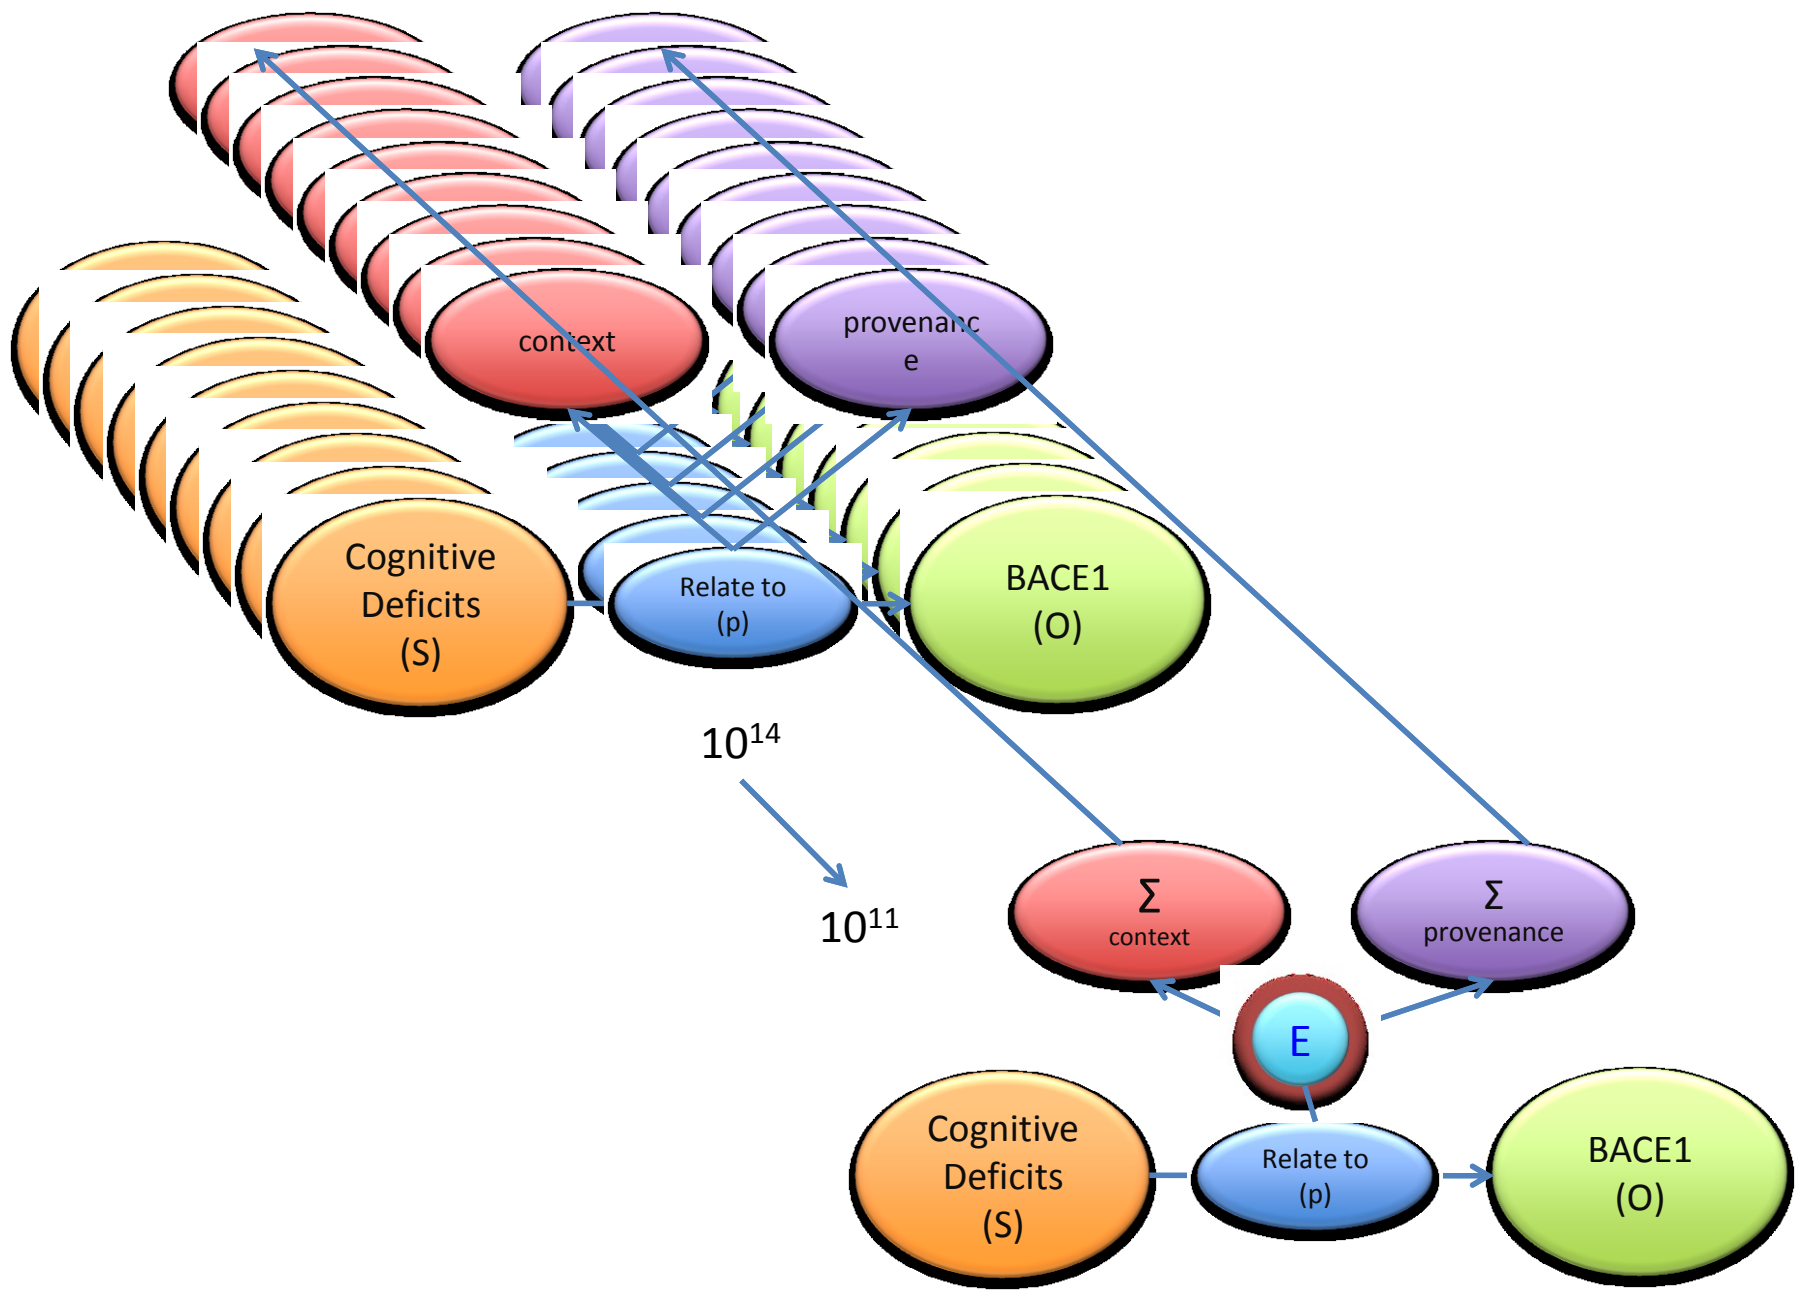 context
provenanc
e
Cognitive
Deficits
(S)
Relate to
(p)
BACE1
(O)
10¹⁴
10¹¹
Σ
context
Σ
provenance
E
Cognitive
Deficits
(S)
Relate to
(p)
BACE1
(O)